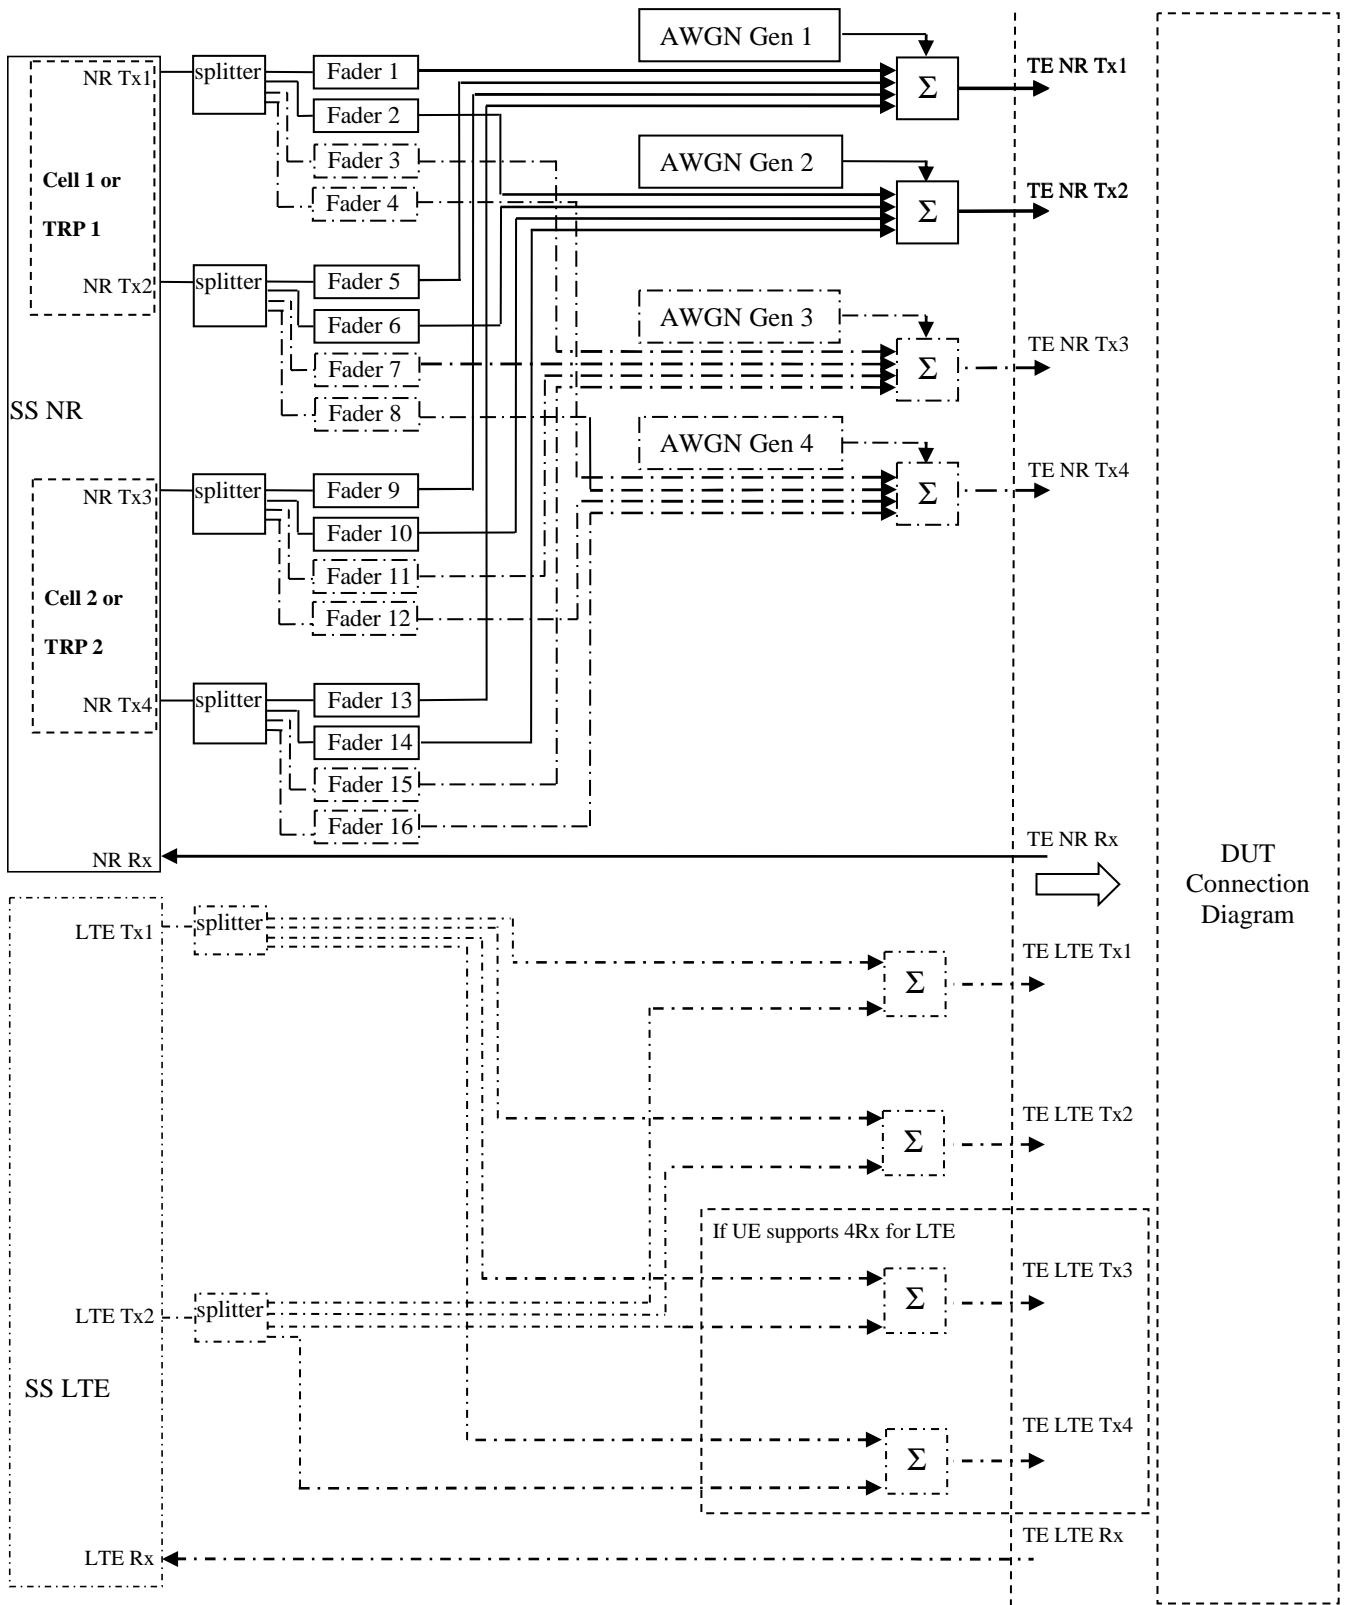 AWGN Gen 1
NR Tx1
splitter
Fader 1
Σ
TE NR Tx1
Fader 2
Fader 3
AWGN Gen 2
Cell 1 or
TRP 1
Fader 4
Σ
TE NR Tx2
NR Tx2
splitter
Fader 5
Fader 6
AWGN Gen 3
Fader 7
Σ
TE NR Tx3
SS NR
Fader 8
AWGN Gen 4
NR Tx3
splitter
Fader 9
Σ
TE NR Tx4
Fader 10
Fader 11
Cell 2 or
TRP 2
Fader 12
NR Tx4
splitter
Fader 13
Fader 14
Fader 15
Fader 16
NR Rx
TE NR Rx
DUT
Connection
Diagram
LTE Tx1
splitter
Σ
TE LTE Tx1
Σ
TE LTE Tx2
If UE supports 4Rx for LTE
LTE Tx2
splitter
Σ
TE LTE Tx3
SS LTE
Σ
TE LTE Tx4
LTE Rx
TE LTE Rx